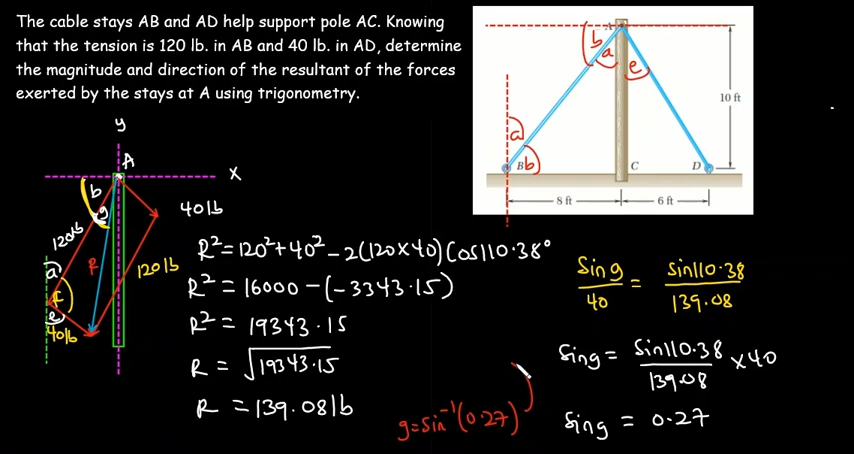 The cable stays AB and AD help support pole AC. Knowing
that the tension is 120 lb. in AB and 40 lb. in AD, determine
the magnitude and direction of the resultant of the forces
exerted by the stays at A using trigonometry.
A
b
a
e
10 ft
a
B
b
C
D
8 ft
6 ft
y
A
x
b
g
40lb
120lb
R
120lb
a
f
e
40lb
R² = 120² + 40² - 2(120×40)Cos110.38°
R² = 16000 - (-3343.15)
R² = 19343.15
R = √19343.15
R = 139.08lb
Sing/40 = Sin110.38/139.08
Sing = Sin110.38/139.08 × 40
Sing = 0.27
g=Sin⁻¹(0.27)